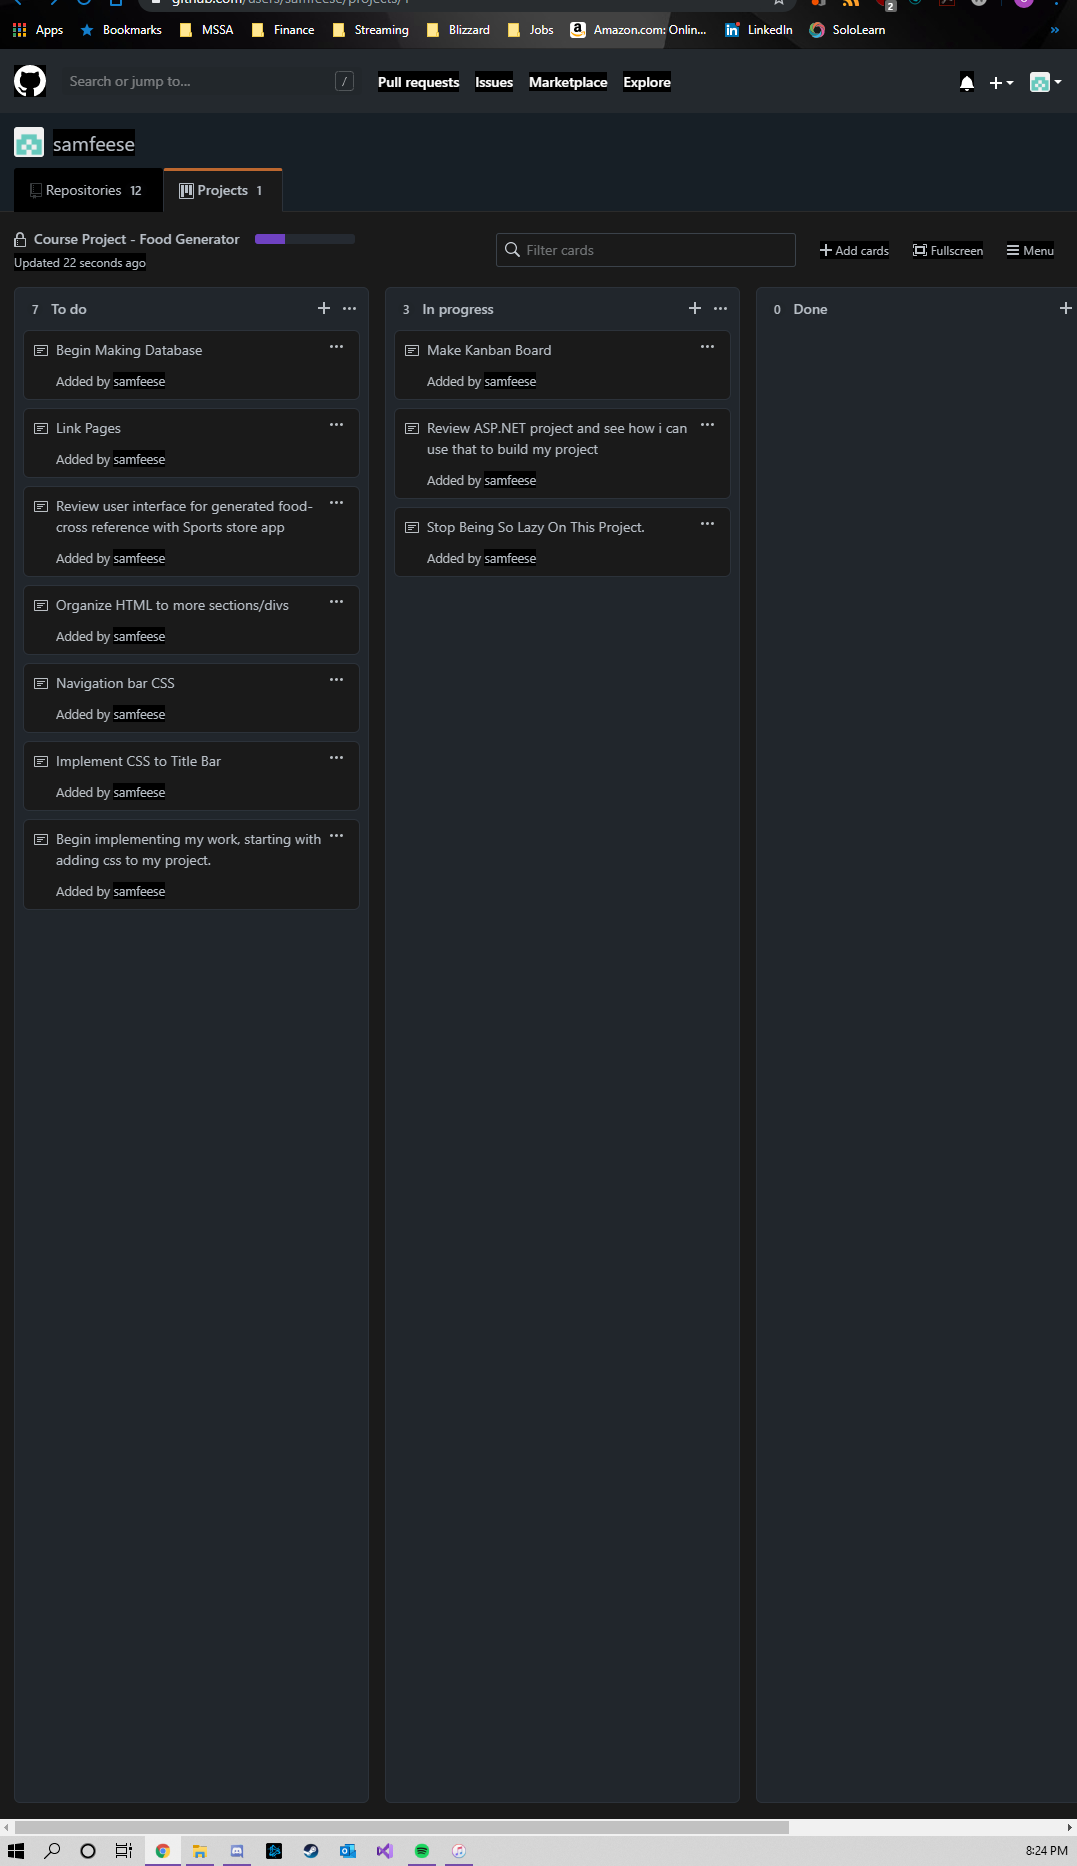 github.com/users/samfeese/projects/1
2
Apps Bookmarks MSSA Finance Streaming Blizzard Jobs Amazon.com: Onlin... LinkedIn SoloLearn »
Search or jump to... / Pull requests Issues Marketplace Explore
samfeese
Repositories 12 Projects 1
Course Project - Food Generator
Updated 22 seconds ago
Filter cards
Add cards Fullscreen Menu
7 To do
Begin Making Database
Added by samfeese
Link Pages
Added by samfeese
Review user interface for generated food-
cross reference with Sports store app
Added by samfeese
Organize HTML to more sections/divs
Added by samfeese
Navigation bar CSS
Added by samfeese
Implement CSS to Title Bar
Added by samfeese
Begin implementing my work, starting with
adding css to my project.
Added by samfeese
3 In progress
Make Kanban Board
Added by samfeese
Review ASP.NET project and see how i can
use that to build my project
Added by samfeese
Stop Being So Lazy On This Project.
Added by samfeese
0 Done
8:24 PM